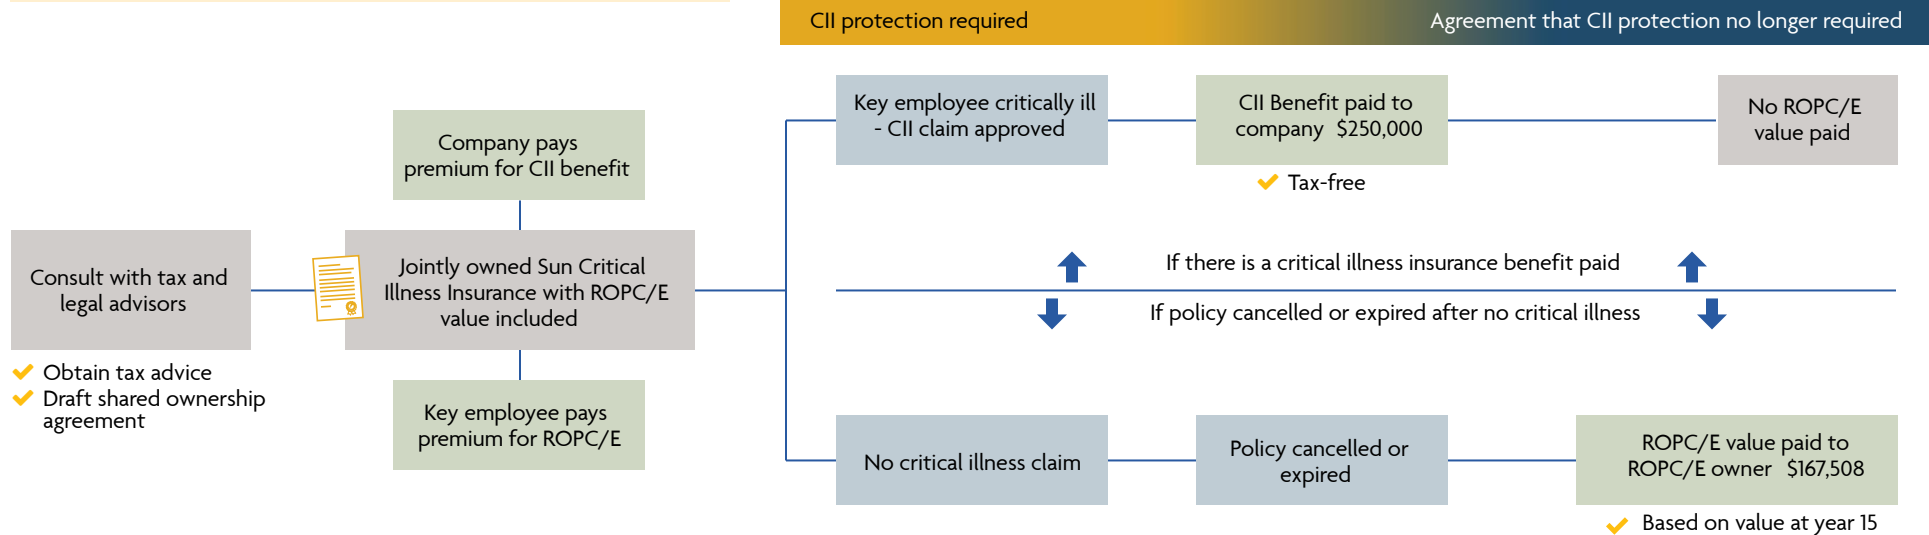 CII protection required
Agreement that CII protection no longer required
Consult with tax and
legal advisors
Obtain tax advice
Draft shared ownership
agreement
Company pays
premium for CII benefit
Jointly owned Sun Critical
Illness Insurance with ROPC/E
value included
Key employee pays
premium for ROPC/E
Key employee critically ill
- CII claim approved
CII Benefit paid to
company $250,000
Tax-free
No ROPC/E
value paid
If there is a critical illness insurance benefit paid
If policy cancelled or expired after no critical illness
No critical illness claim
Policy cancelled or
expired
ROPC/E value paid to
ROPC/E owner $167,508
Based on value at year 15